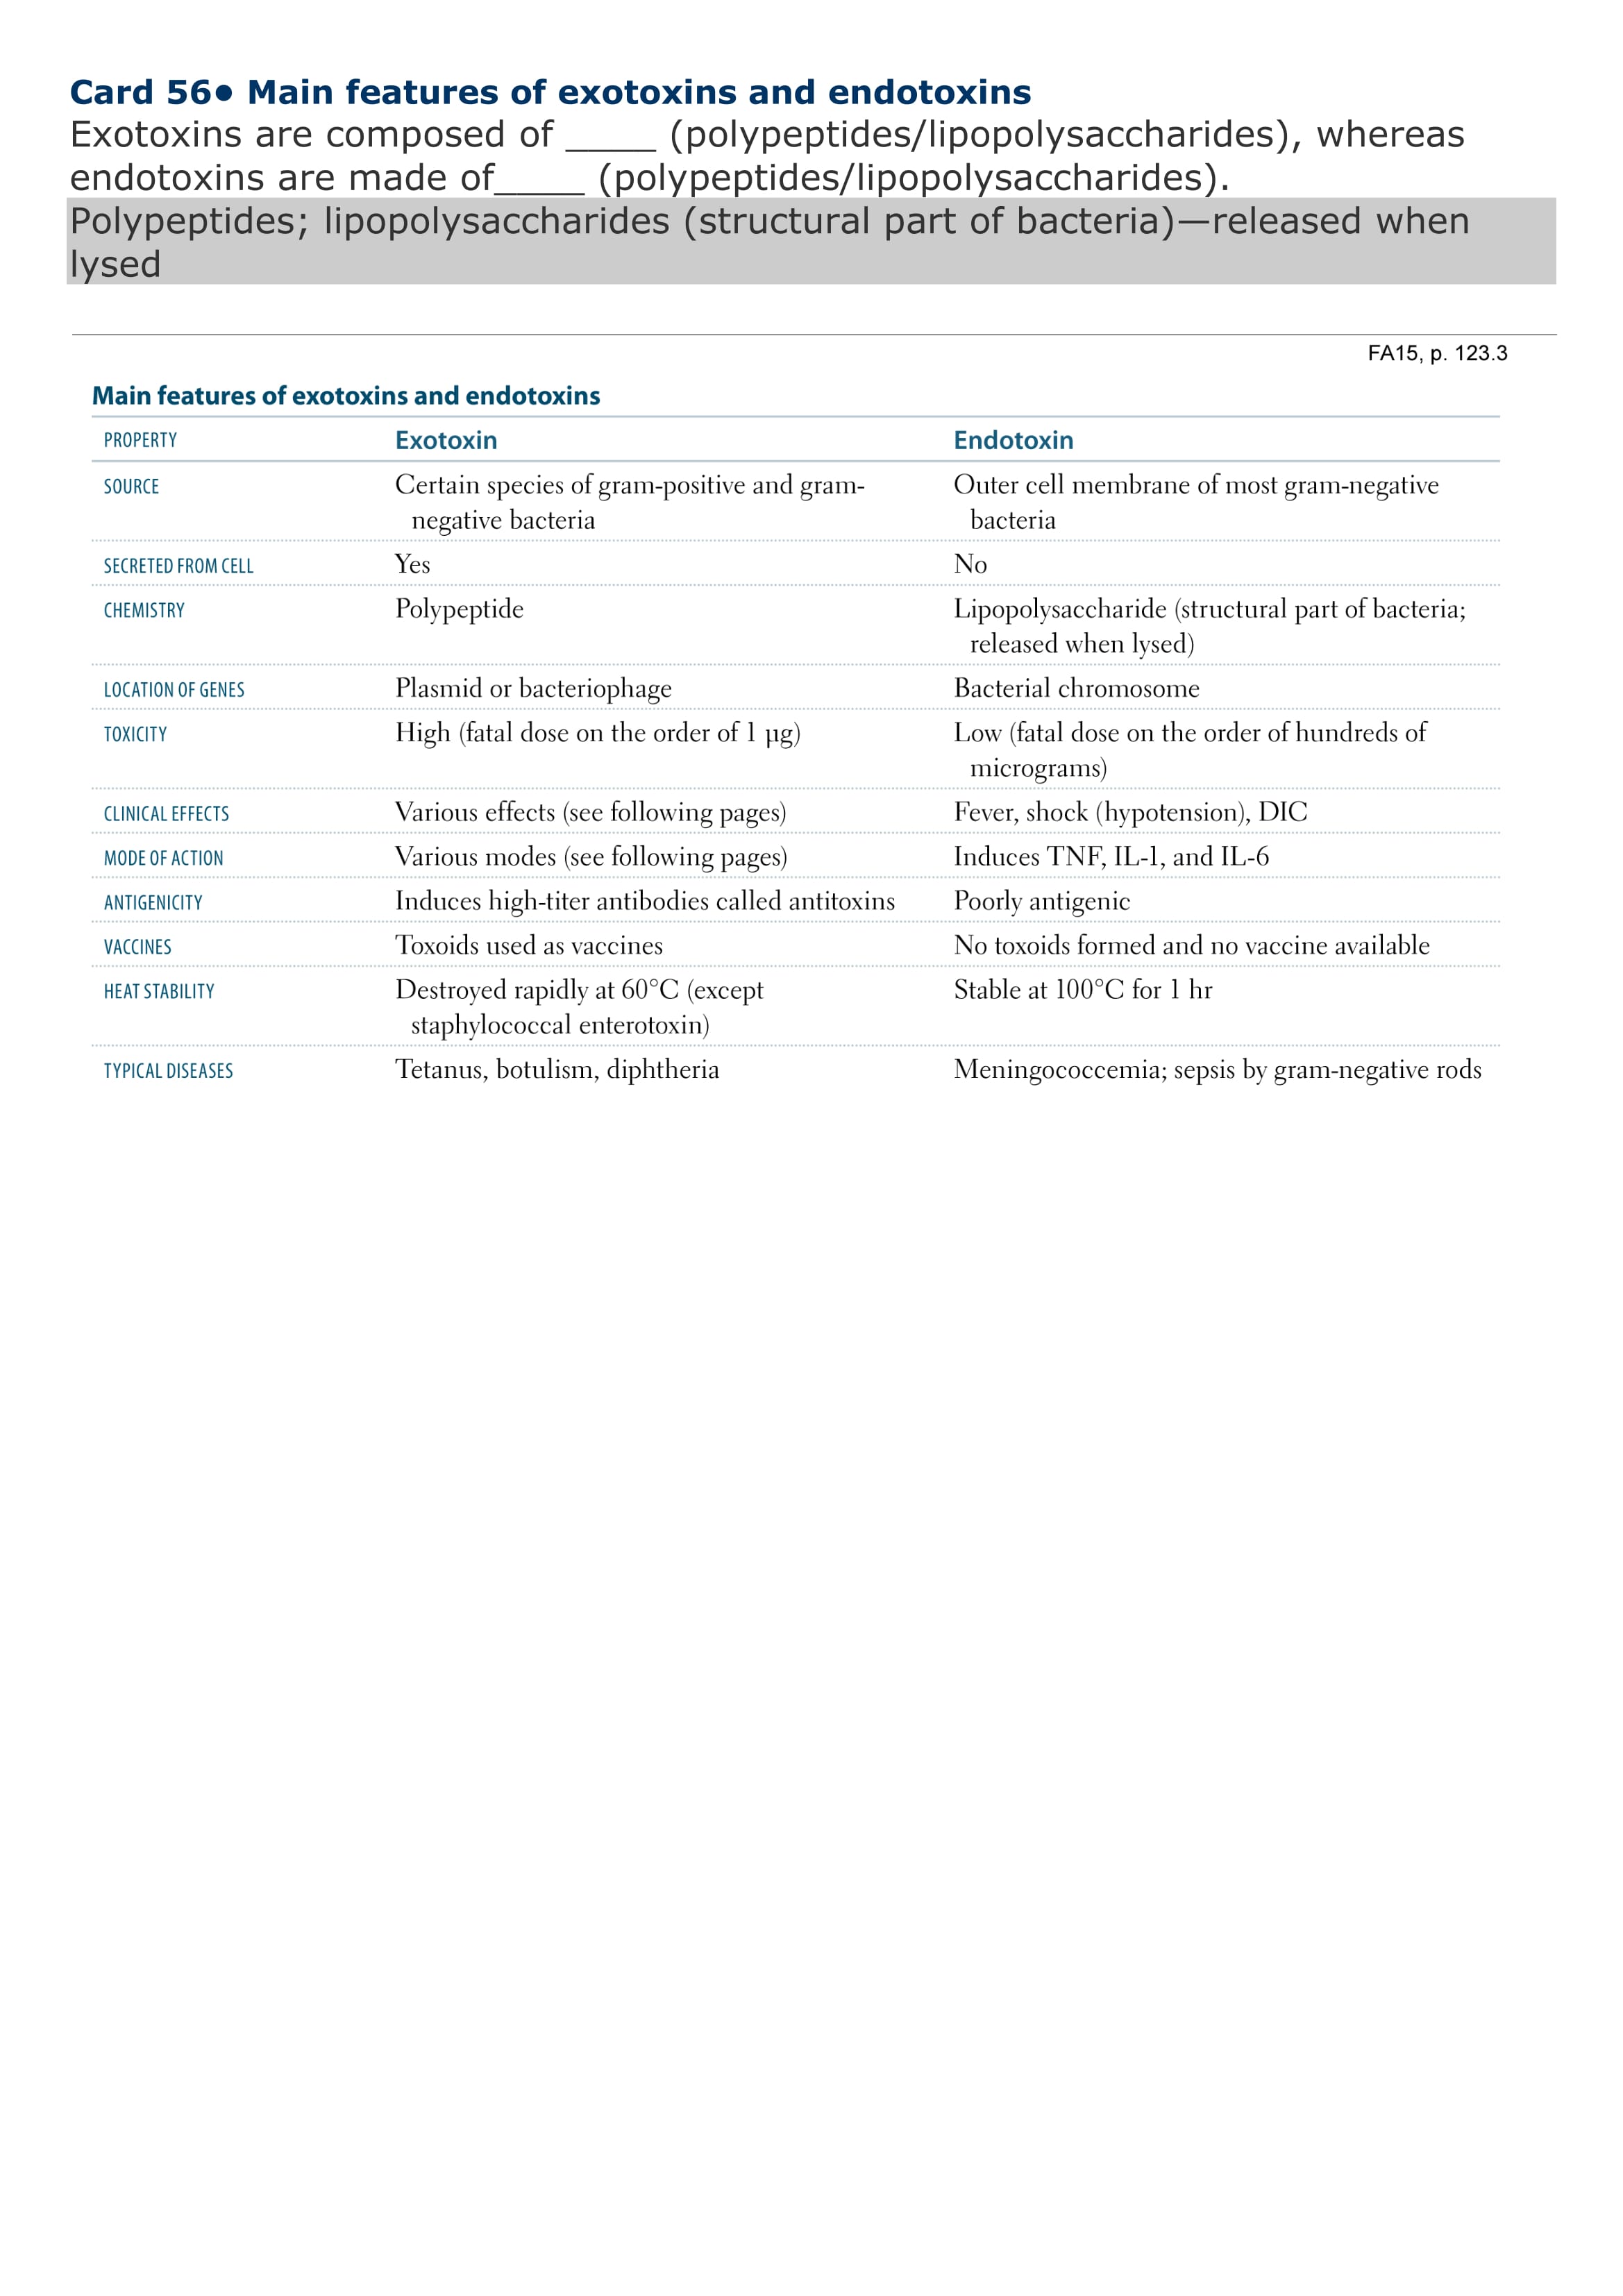 Card 56● Main features of exotoxins and endotoxins
Exotoxins are composed of _____ (polypeptides/lipopolysaccharides), whereas
endotoxins are made of_____ (polypeptides/lipopolysaccharides).
Polypeptides; lipopolysaccharides (structural part of bacteria)—released when
lysed
FA15, p. 123.3
Main features of exotoxins and endotoxins
PROPERTY Exotoxin Endotoxin
SOURCE Certain species of gram-positive and gram- Outer cell membrane of most gram-negative
negative bacteria bacteria
SECRETED FROM CELL Yes No
CHEMISTRY Polypeptide Lipopolysaccharide (structural part of bacteria;
released when lysed)
LOCATION OF GENES Plasmid or bacteriophage Bacterial chromosome
TOXICITY High (fatal dose on the order of 1 µg) Low (fatal dose on the order of hundreds of
micrograms)
CLINICAL EFFECTS Various effects (see following pages) Fever, shock (hypotension), DIC
MODE OF ACTION Various modes (see following pages) Induces TNF, IL-1, and IL-6
ANTIGENICITY Induces high-titer antibodies called antitoxins Poorly antigenic
VACCINES Toxoids used as vaccines No toxoids formed and no vaccine available
HEAT STABILITY Destroyed rapidly at 60°C (except Stable at 100°C for 1 hr
staphylococcal enterotoxin)
TYPICAL DISEASES Tetanus, botulism, diphtheria Meningococcemia; sepsis by gram-negative rods